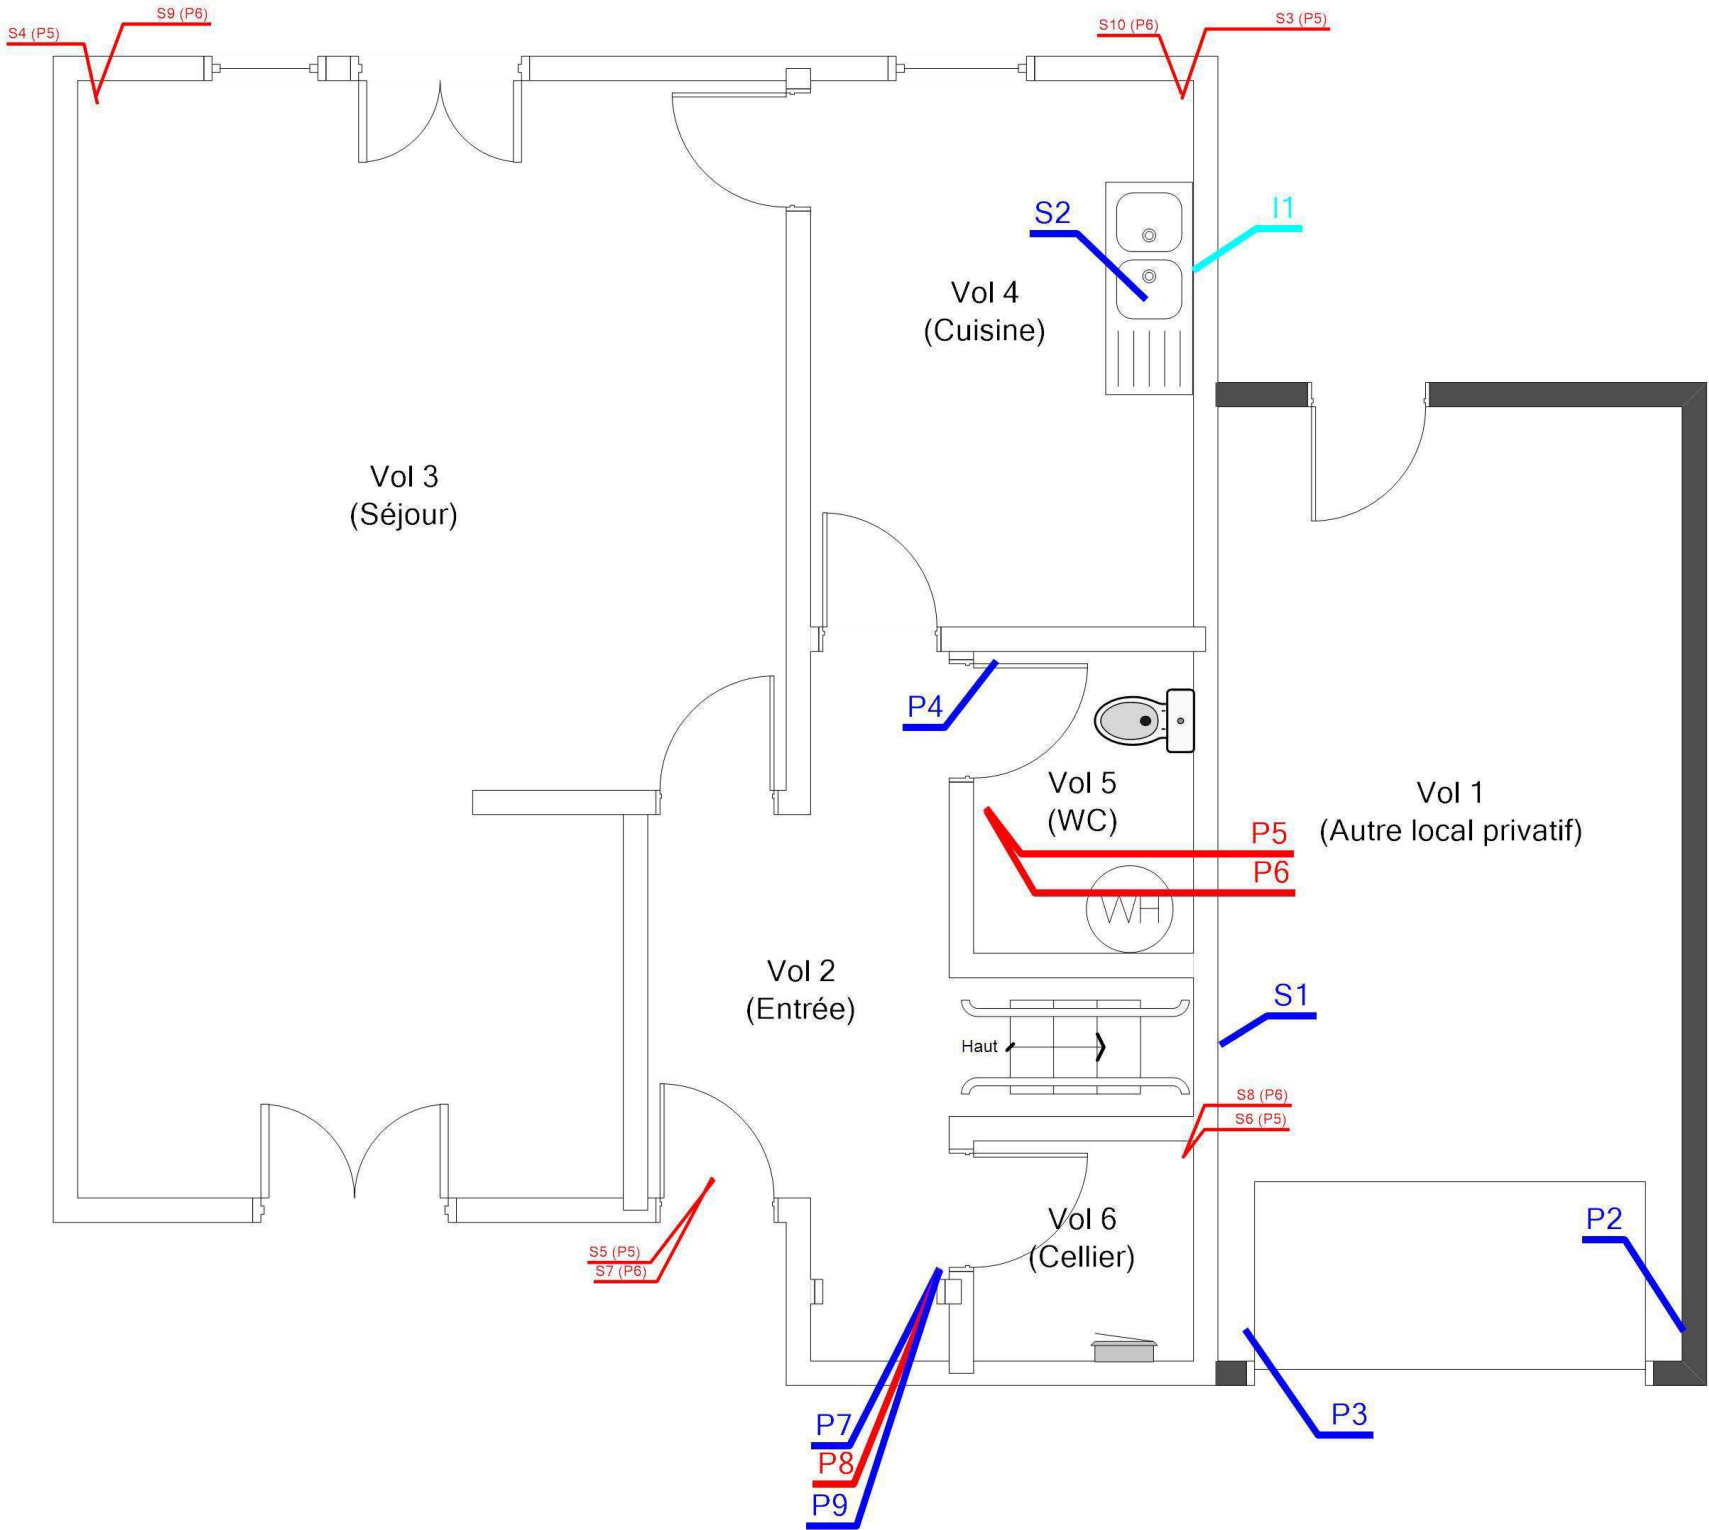 S9 (P6)
S4 (P5)
S10 (P6)
S3 (P5)
S2
I1
Vol 4
(Cuisine)
Vol 3
(Séjour)
P4
Vol 5
(WC)
Vol 1
(Autre local privatif)
P5
P6
WH
Vol 2
(Entrée)
S1
Haut
S8 (P6)
S6 (P5)
Vol 6
(Cellier)
P2
S5 (P5)
S7 (P6)
P3
P7
P8
P9